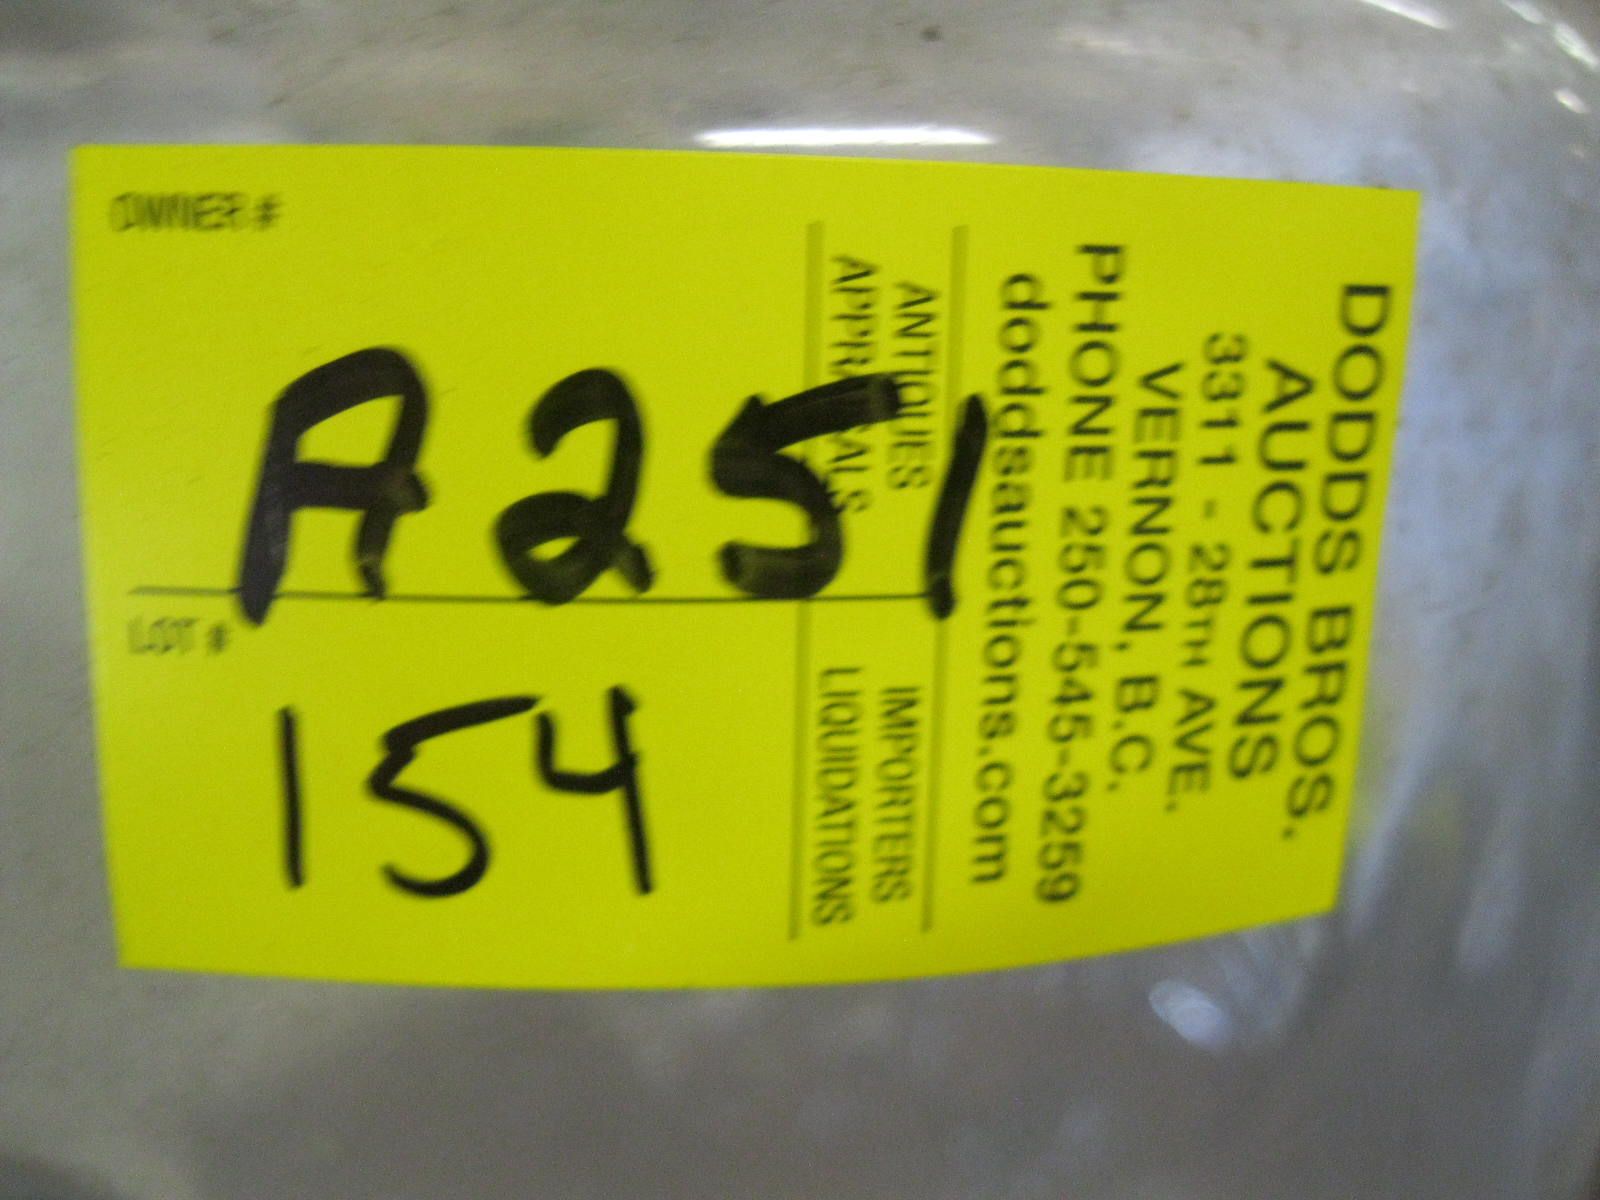 OWNER #
A251
LOT #
154
DODDS BROS.
AUCTIONS
3311 - 28TH AVE.
VERNON, B.C.
PHONE 250-545-3259
doddsauctions.com
ANTIQUES
APPRAISALS
IMPORTERS
LIQUIDATIONS